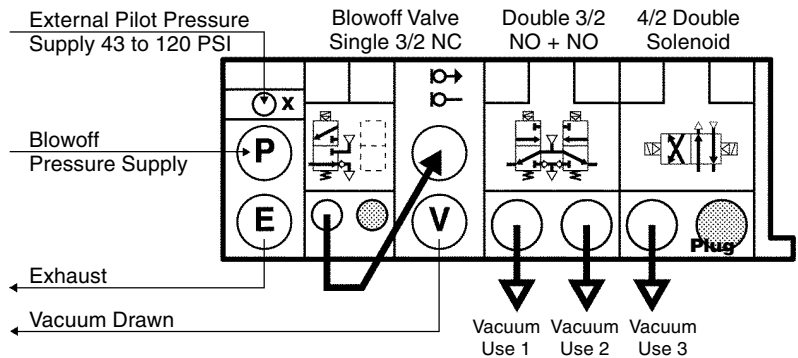 External Pilot Pressure
Supply 43 to 120 PSI
Blowoff Valve
Single 3/2 NC
Double 3/2
NO + NO
4/2 Double
Solenoid
X
Blowoff
Pressure Supply
P
E
V
Plug
Exhaust
Vacuum Drawn
Vacuum
Use 1
Vacuum
Use 2
Vacuum
Use 3